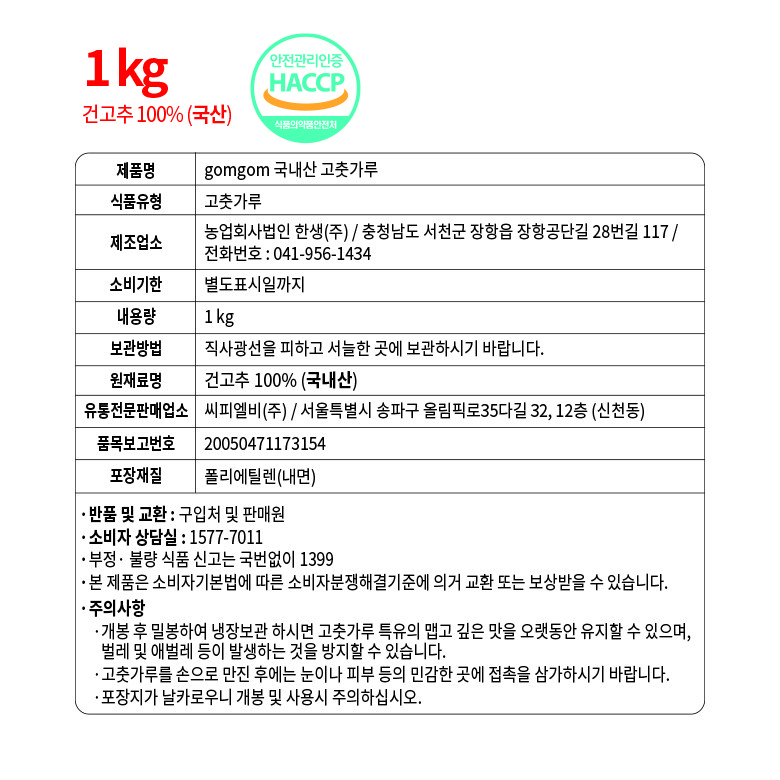 1kg
건고추 100% (국산)
안전관리인증
HACCP
식품의약품안전처
제품명 gomgom 국내산 고춧가루
식품유형 고춧가루
제조업소 농업회사법인 한생(주) / 충청남도 서천군 장항읍 장항공단길 28번길 117 /
전화번호 : 041-956-1434
소비기한 별도표시일까지
내용량 1 kg
보관방법 직사광선을 피하고 서늘한 곳에 보관하시기 바랍니다.
원재료명 건고추 100% (국내산)
유통전문판매업소 씨피엘비(주) / 서울특별시 송파구 올림픽로35다길 32, 12층 (신천동)
품목보고번호 20050471173154
포장재질 폴리에틸렌(내면)
· 반품 및 교환 : 구입처 및 판매원
· 소비자 상담실 : 1577-7011
· 부정· 불량 식품 신고는 국번없이 1399
· 본 제품은 소비자기본법에 따른 소비자분쟁해결기준에 의거 교환 또는 보상받을 수 있습니다.
· 주의사항
· 개봉 후 밀봉하여 냉장보관 하시면 고춧가루 특유의 맵고 깊은 맛을 오랫동안 유지할 수 있으며,
벌레 및 애벌레 등이 발생하는 것을 방지할 수 있습니다.
· 고춧가루를 손으로 만진 후에는 눈이나 피부 등의 민감한 곳에 접촉을 삼가하시기 바랍니다.
· 포장지가 날카로우니 개봉 및 사용시 주의하십시오.